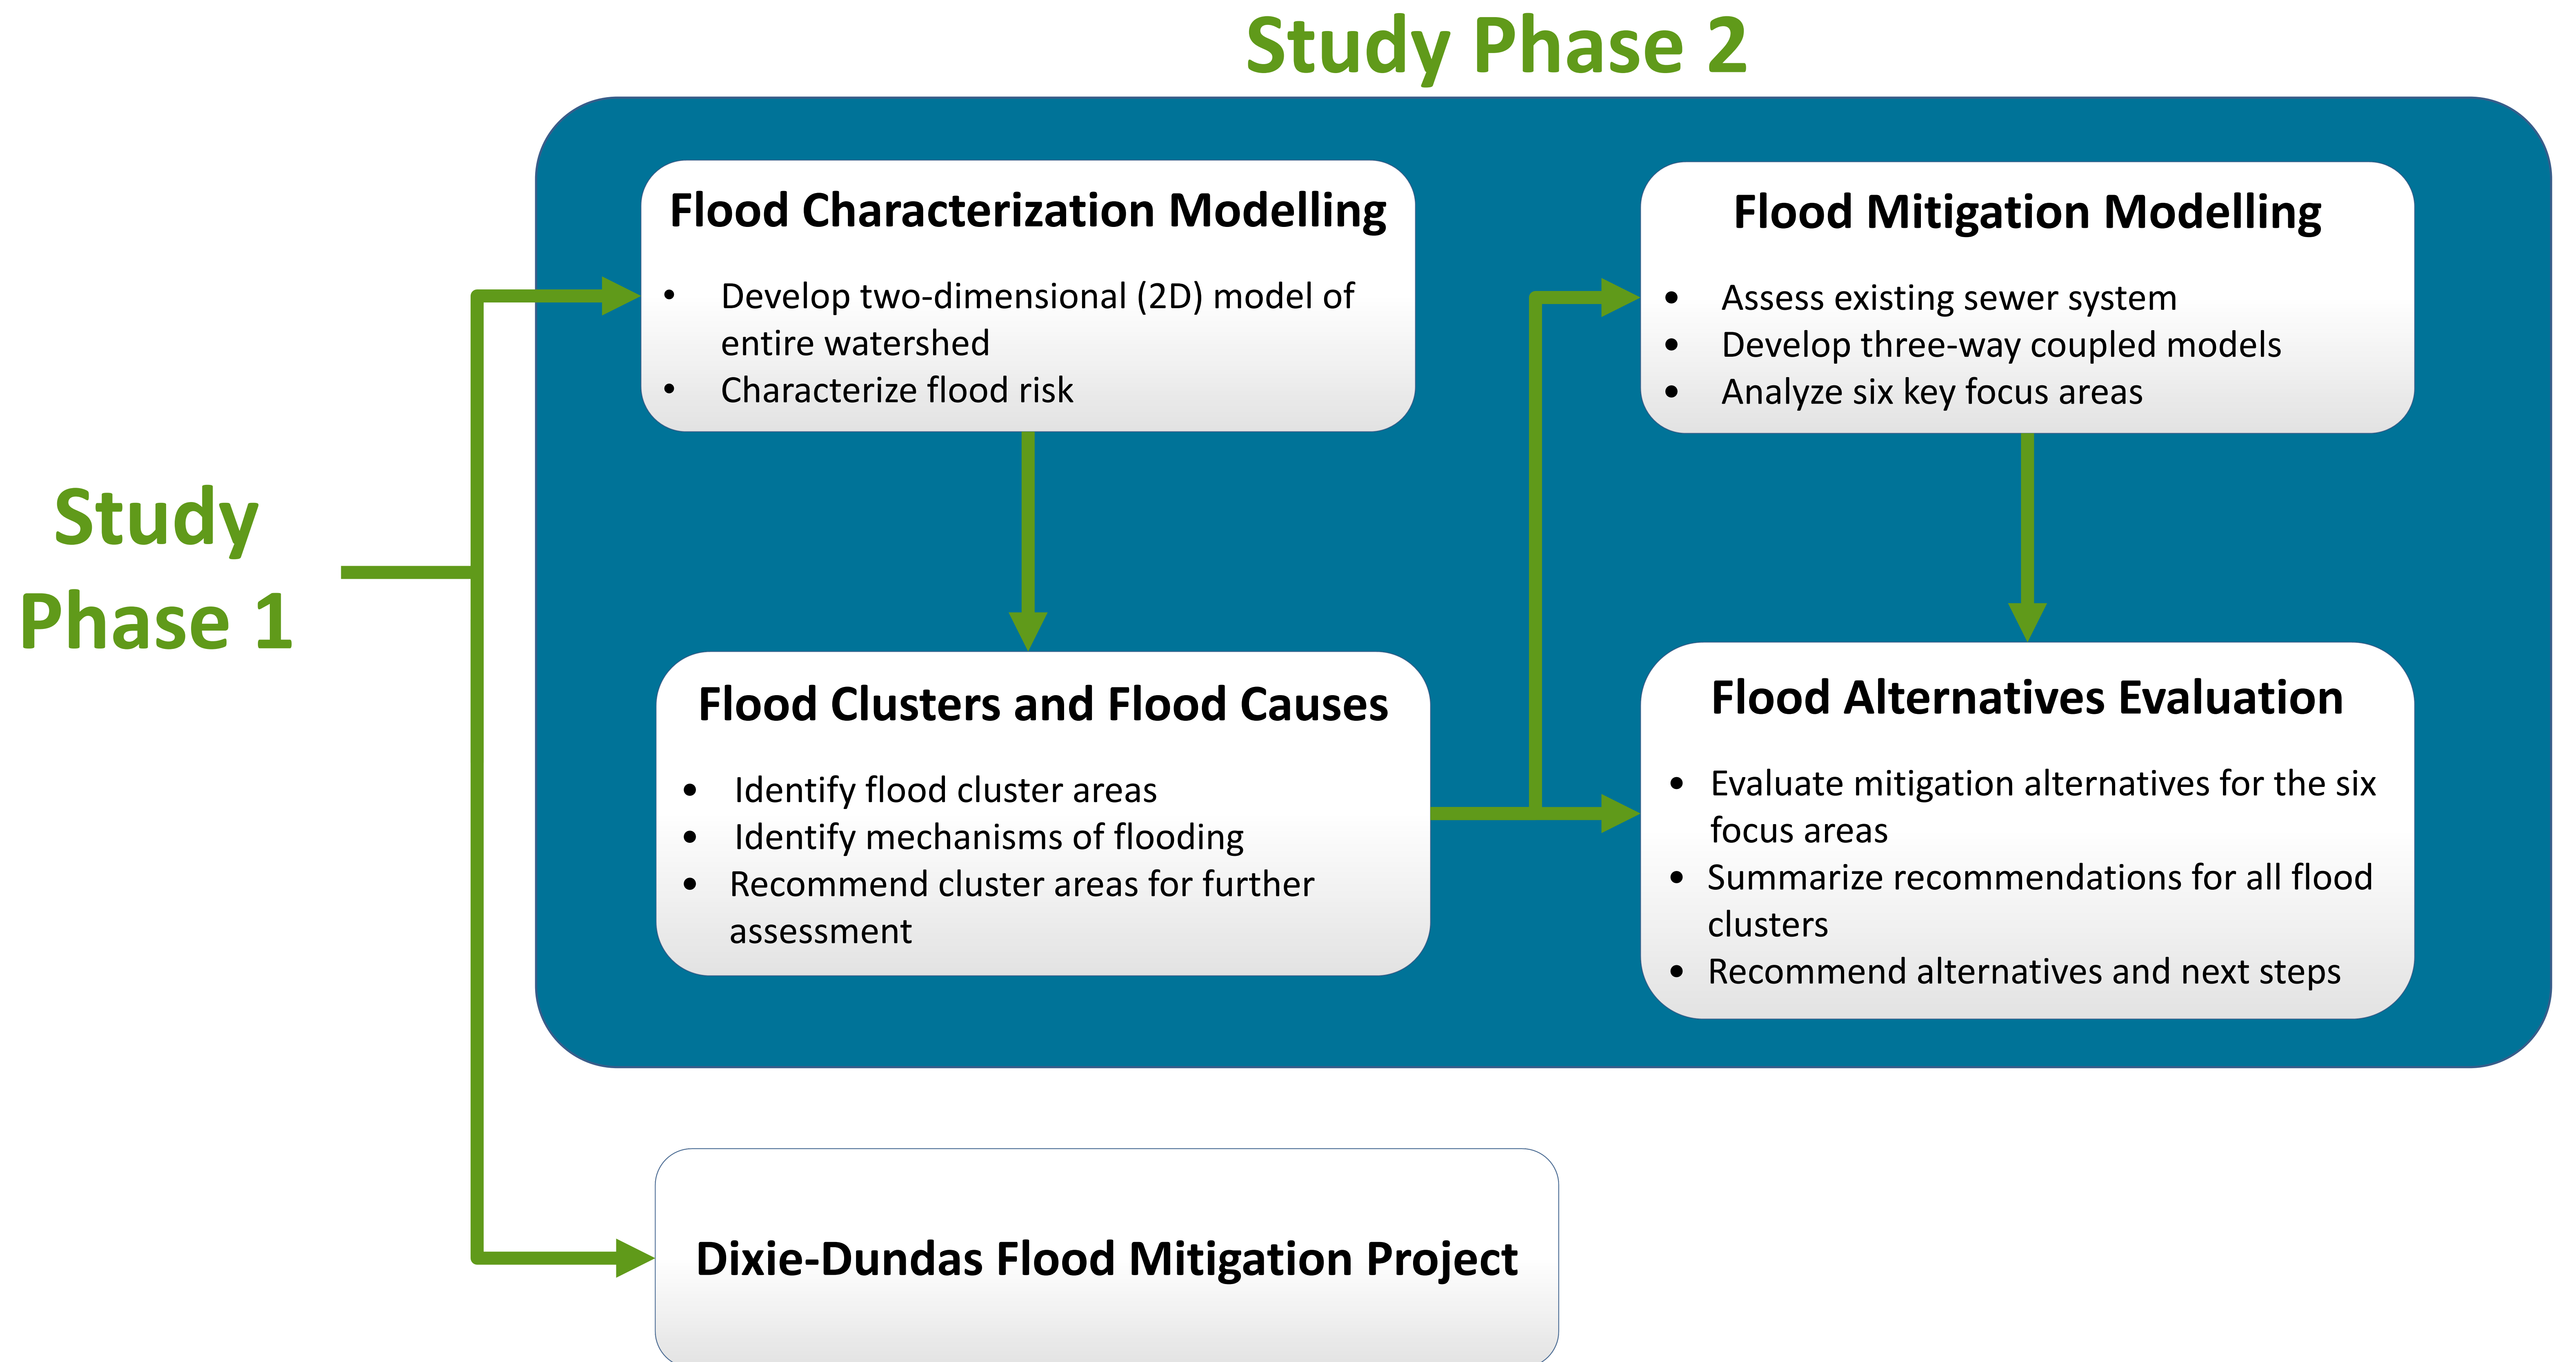 Study Phase 2
Study
Phase 1
Flood Characterization Modelling
• Develop two-dimensional (2D) model of
entire watershed
• Characterize flood risk
Flood Clusters and Flood Causes
• Identify flood cluster areas
• Identify mechanisms of flooding
• Recommend cluster areas for further
assessment
Flood Mitigation Modelling
• Assess existing sewer system
• Develop three-way coupled models
• Analyze six key focus areas
Flood Alternatives Evaluation
• Evaluate mitigation alternatives for the six
focus areas
• Summarize recommendations for all flood
clusters
• Recommend alternatives and next steps
Dixie-Dundas Flood Mitigation Project